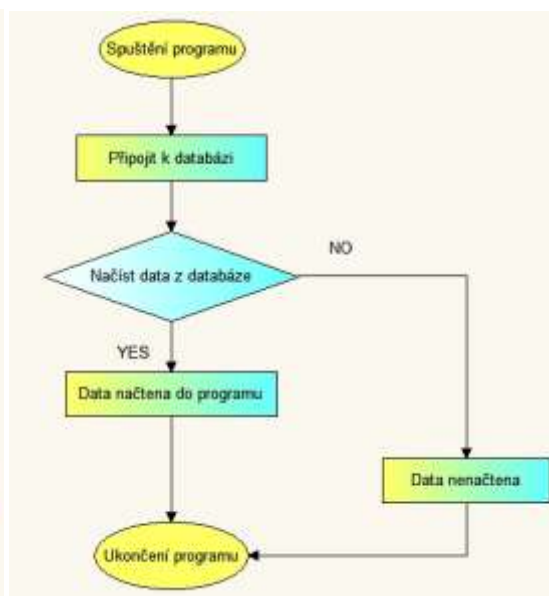 Spuštění programu
Připojit k databázi
Načíst data z databáze
NO
YES
Data načtena do programu
Data nenačtena
Ukončení programu